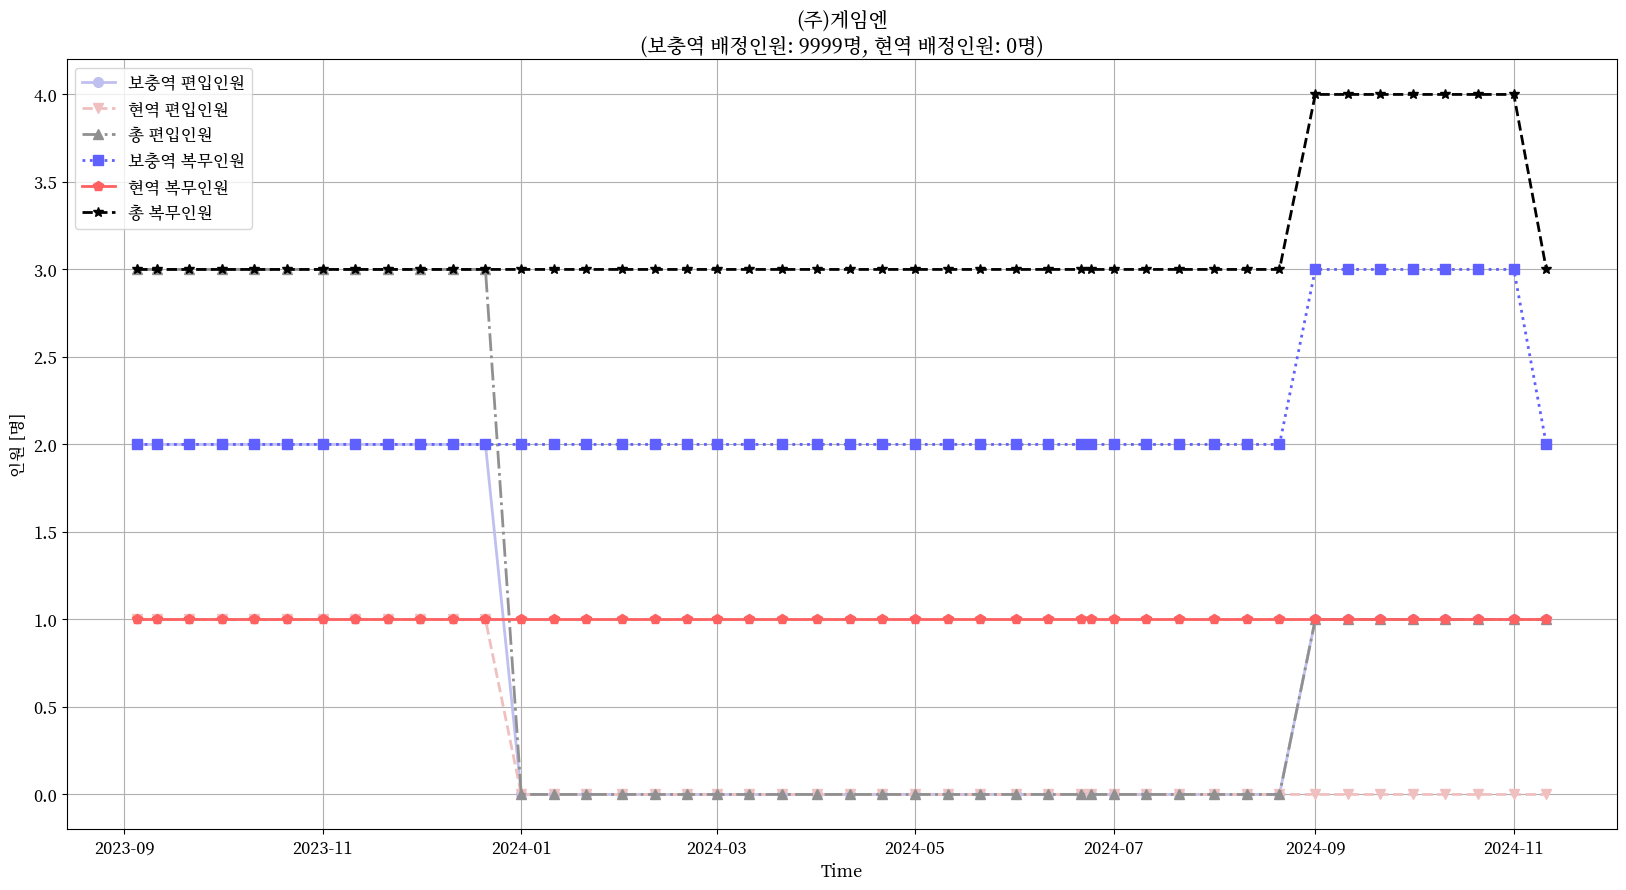 (주)게임엔
(보충역 배정인원: 9999명, 현역 배정인원: 0명)
보충역 편입인원
현역 편입인원
총 편입인원
보충역 복무인원
현역 복무인원
총 복무인원
인원 [명]
4.0
3.5
3.0
2.5
2.0
1.5
1.0
0.5
0.0
2023-09 2023-11 2024-01 2024-03 2024-05 2024-07 2024-09 2024-11
Time